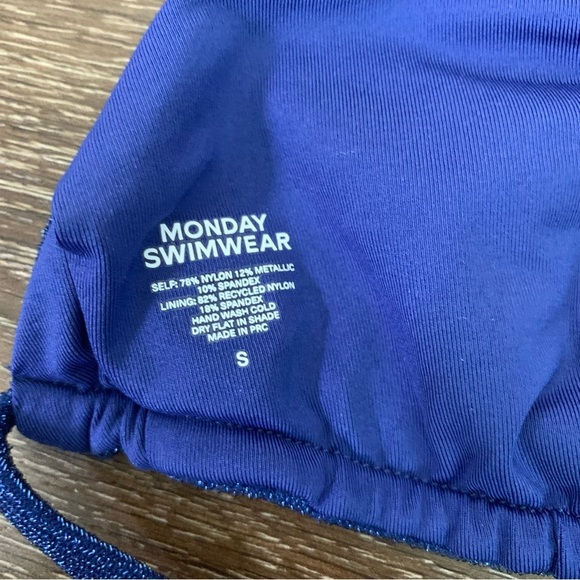 MONDAY
SWIMWEAR
SELF: 78% NYLON 12% METALLIC
10% SPANDEX
LINING: 82% RECYCLED NYLON
18% SPANDEX
HAND WASH COLD
DRY FLAT IN SHADE
MADE IN PRC
S